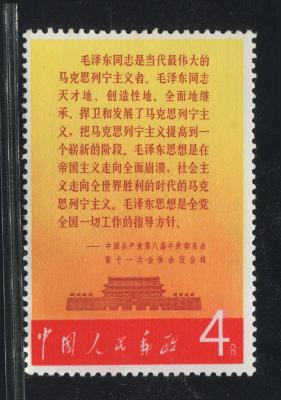 毛泽东同志是当代最伟大的
马克思列宁主义者。毛泽东同志
天才地、创造性地、全面地继
承、捍卫和发展了马克思列宁主
义，把马克思列宁主义提高到一
个崭新的阶段。毛泽东思想是在
帝国主义走向全面崩溃，社会主
义走向全世界胜利的时代的马克
思列宁主义。毛泽东思想是全党
全国一切工作的指导方针。
——中国共产党第八届中央委员会
第十一次全体会议公报
中国人民邮政
4分